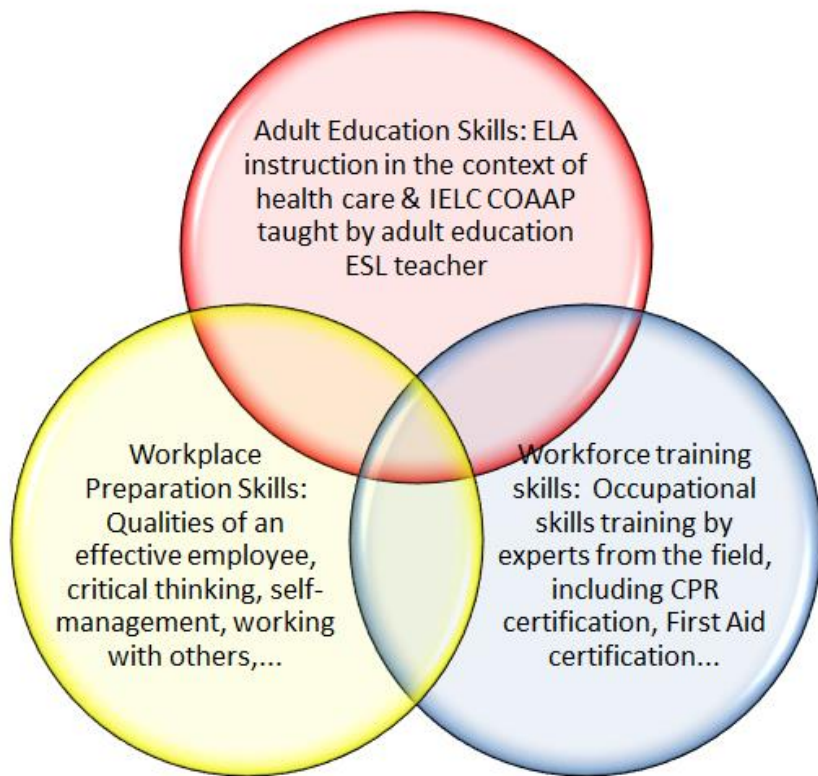 Adult Education Skills: ELA
instruction in the context of
health care & IELC COAAP
taught by adult education
ESL teacher
Workplace
Preparation Skills:
Qualities of an
effective employee,
critical thinking, self-
management, working
with others,...
Workforce training
skills:  Occupational
skills training by
experts from the field,
including CPR
certification, First Aid
certification...